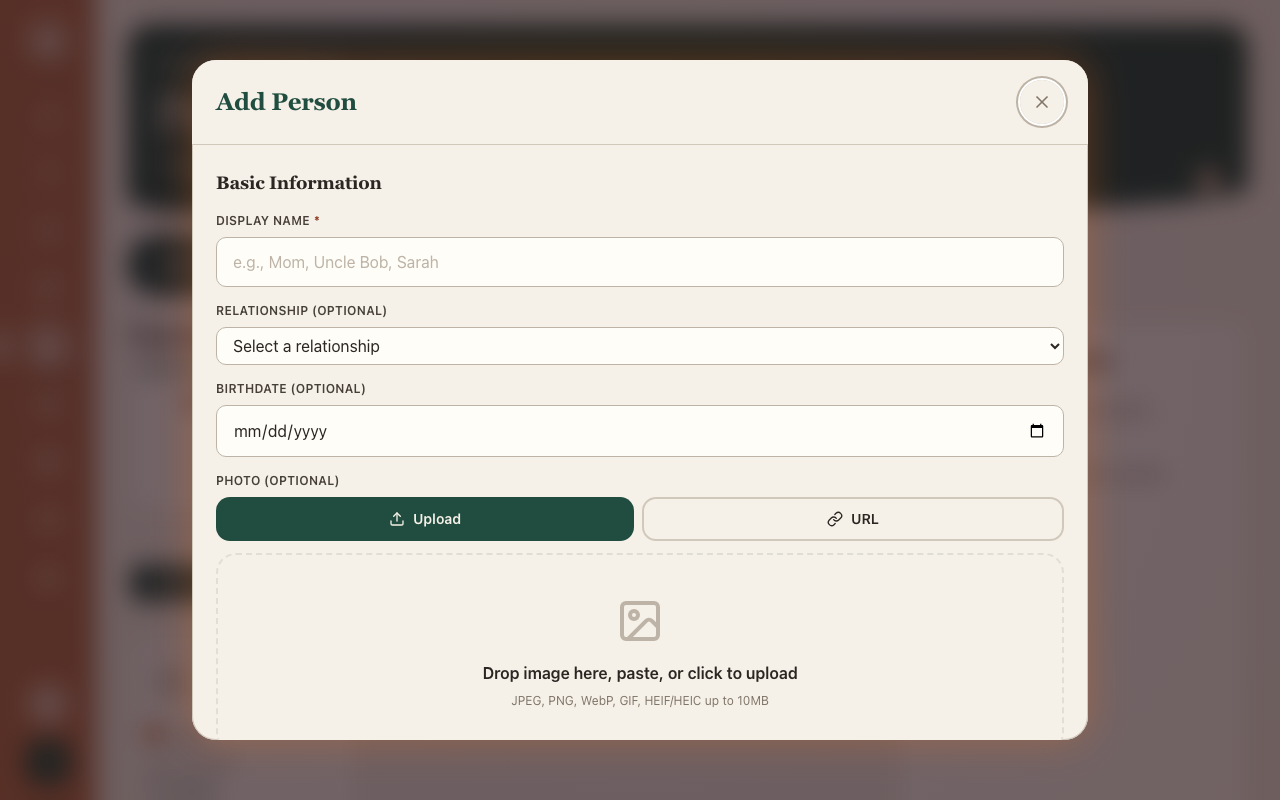 Add Person
Basic Information
DISPLAY NAME *
e.g., Mom, Uncle Bob, Sarah
RELATIONSHIP (OPTIONAL)
Select a relationship
BIRTHDATE (OPTIONAL)
mm/dd/yyyy
PHOTO (OPTIONAL)
Upload
URL
Drop image here, paste, or click to upload
JPEG, PNG, WebP, GIF, HEIF/HEIC up to 10MB